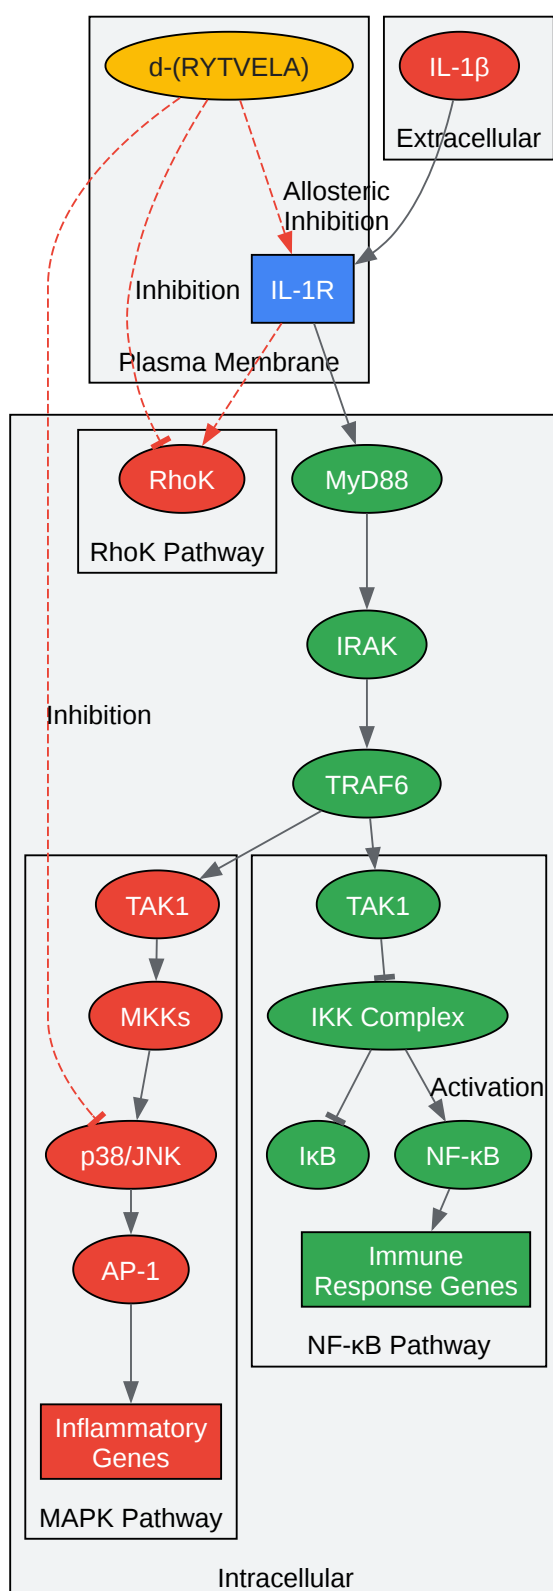 d-(RYTVELA)
IL-1β
Extracellular
Allosteric
Inhibition
Inhibition
IL-1R
Plasma Membrane
RhoK
MyD88
RhoK Pathway
IRAK
Inhibition
TRAF6
TAK1
TAK1
MKKs
IKK Complex
Activation
p38/JNK
IκB
NF-κB
AP-1
Immune
Response Genes
NF-κB Pathway
Inflammatory
Genes
MAPK Pathway
Intracellular